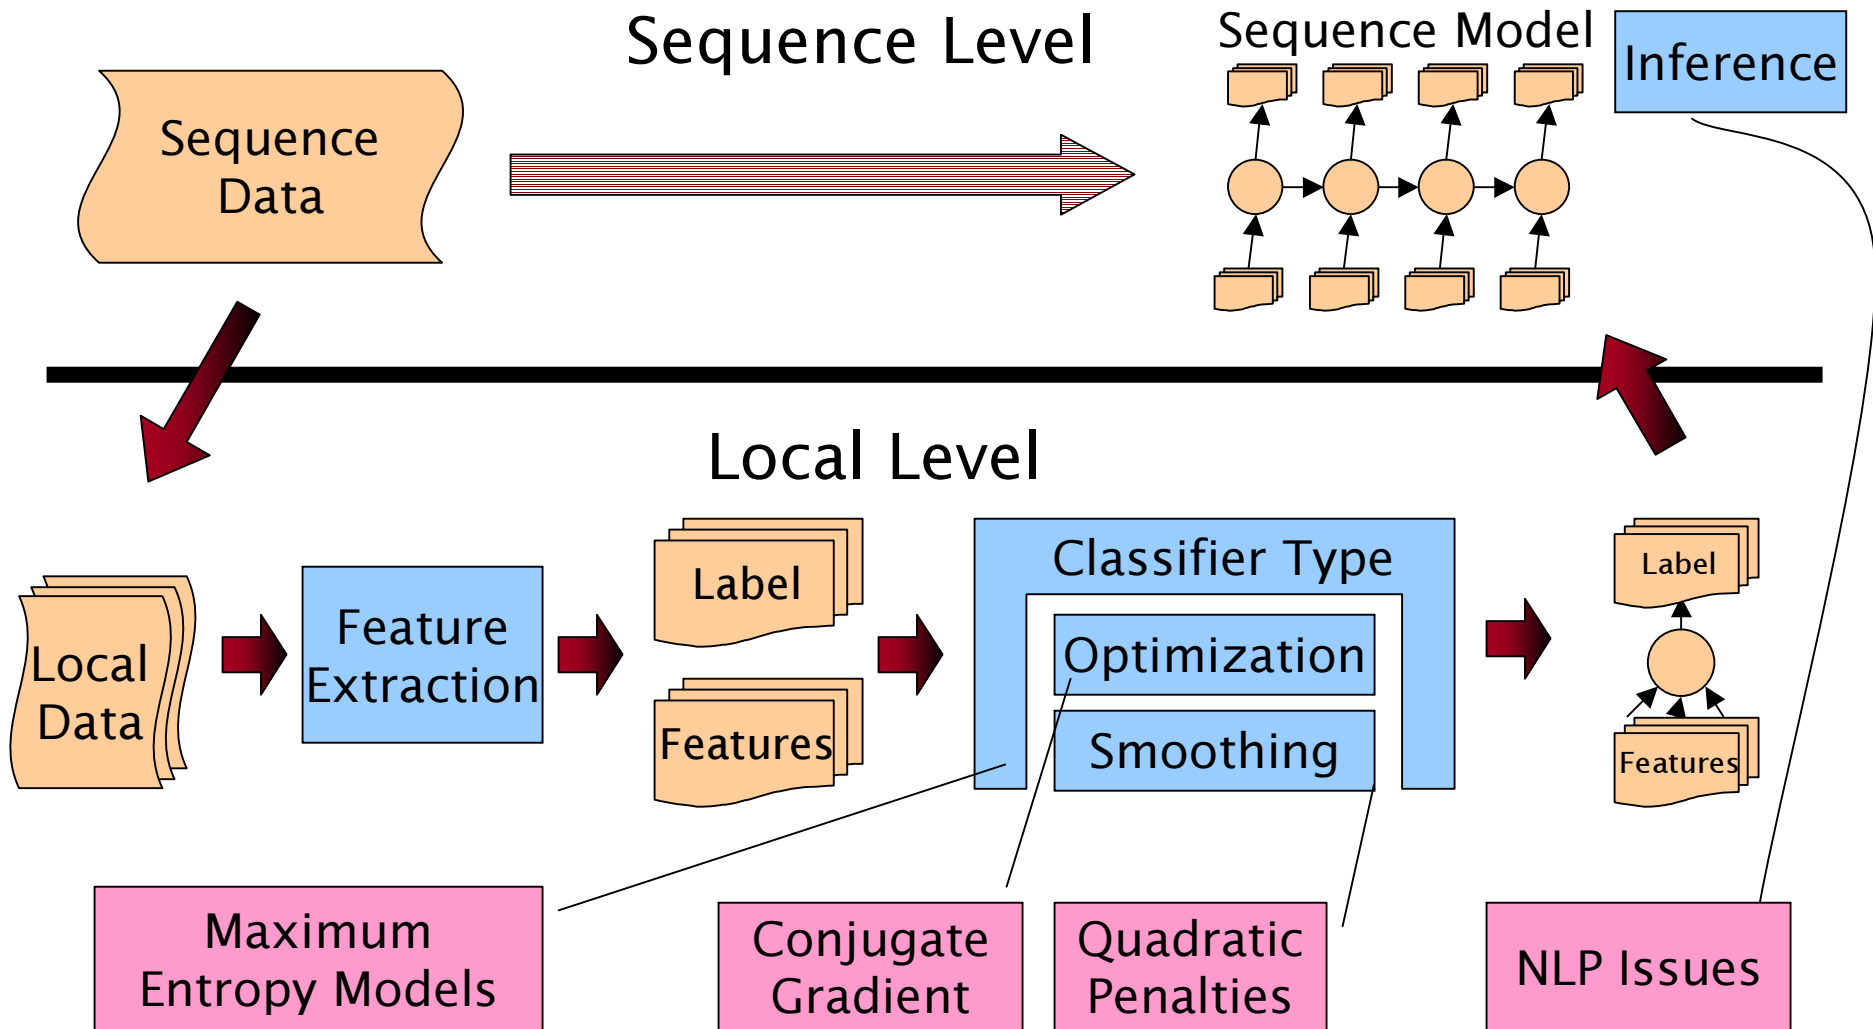 Sequence Level
Sequence Model
Inference
Sequence
Data
Local Level
Local
Data
Feature
Extraction
Label
Features
Classifier Type
Optimization
Smoothing
Label
Features
Maximum
Entropy Models
Conjugate
Gradient
Quadratic
Penalties
NLP Issues